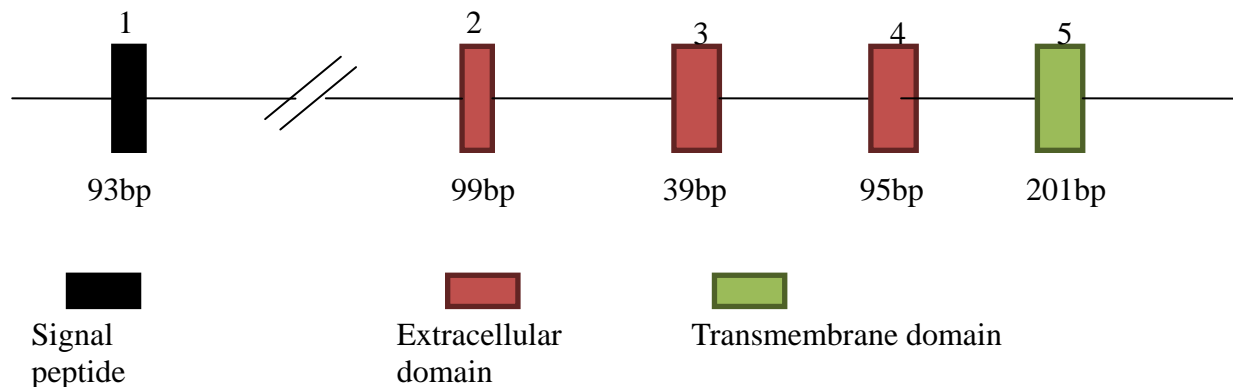 1 2 3 4 5
93bp 99bp 39bp 95bp 201bp
Signal peptide
Extracellular domain
Transmembrane domain